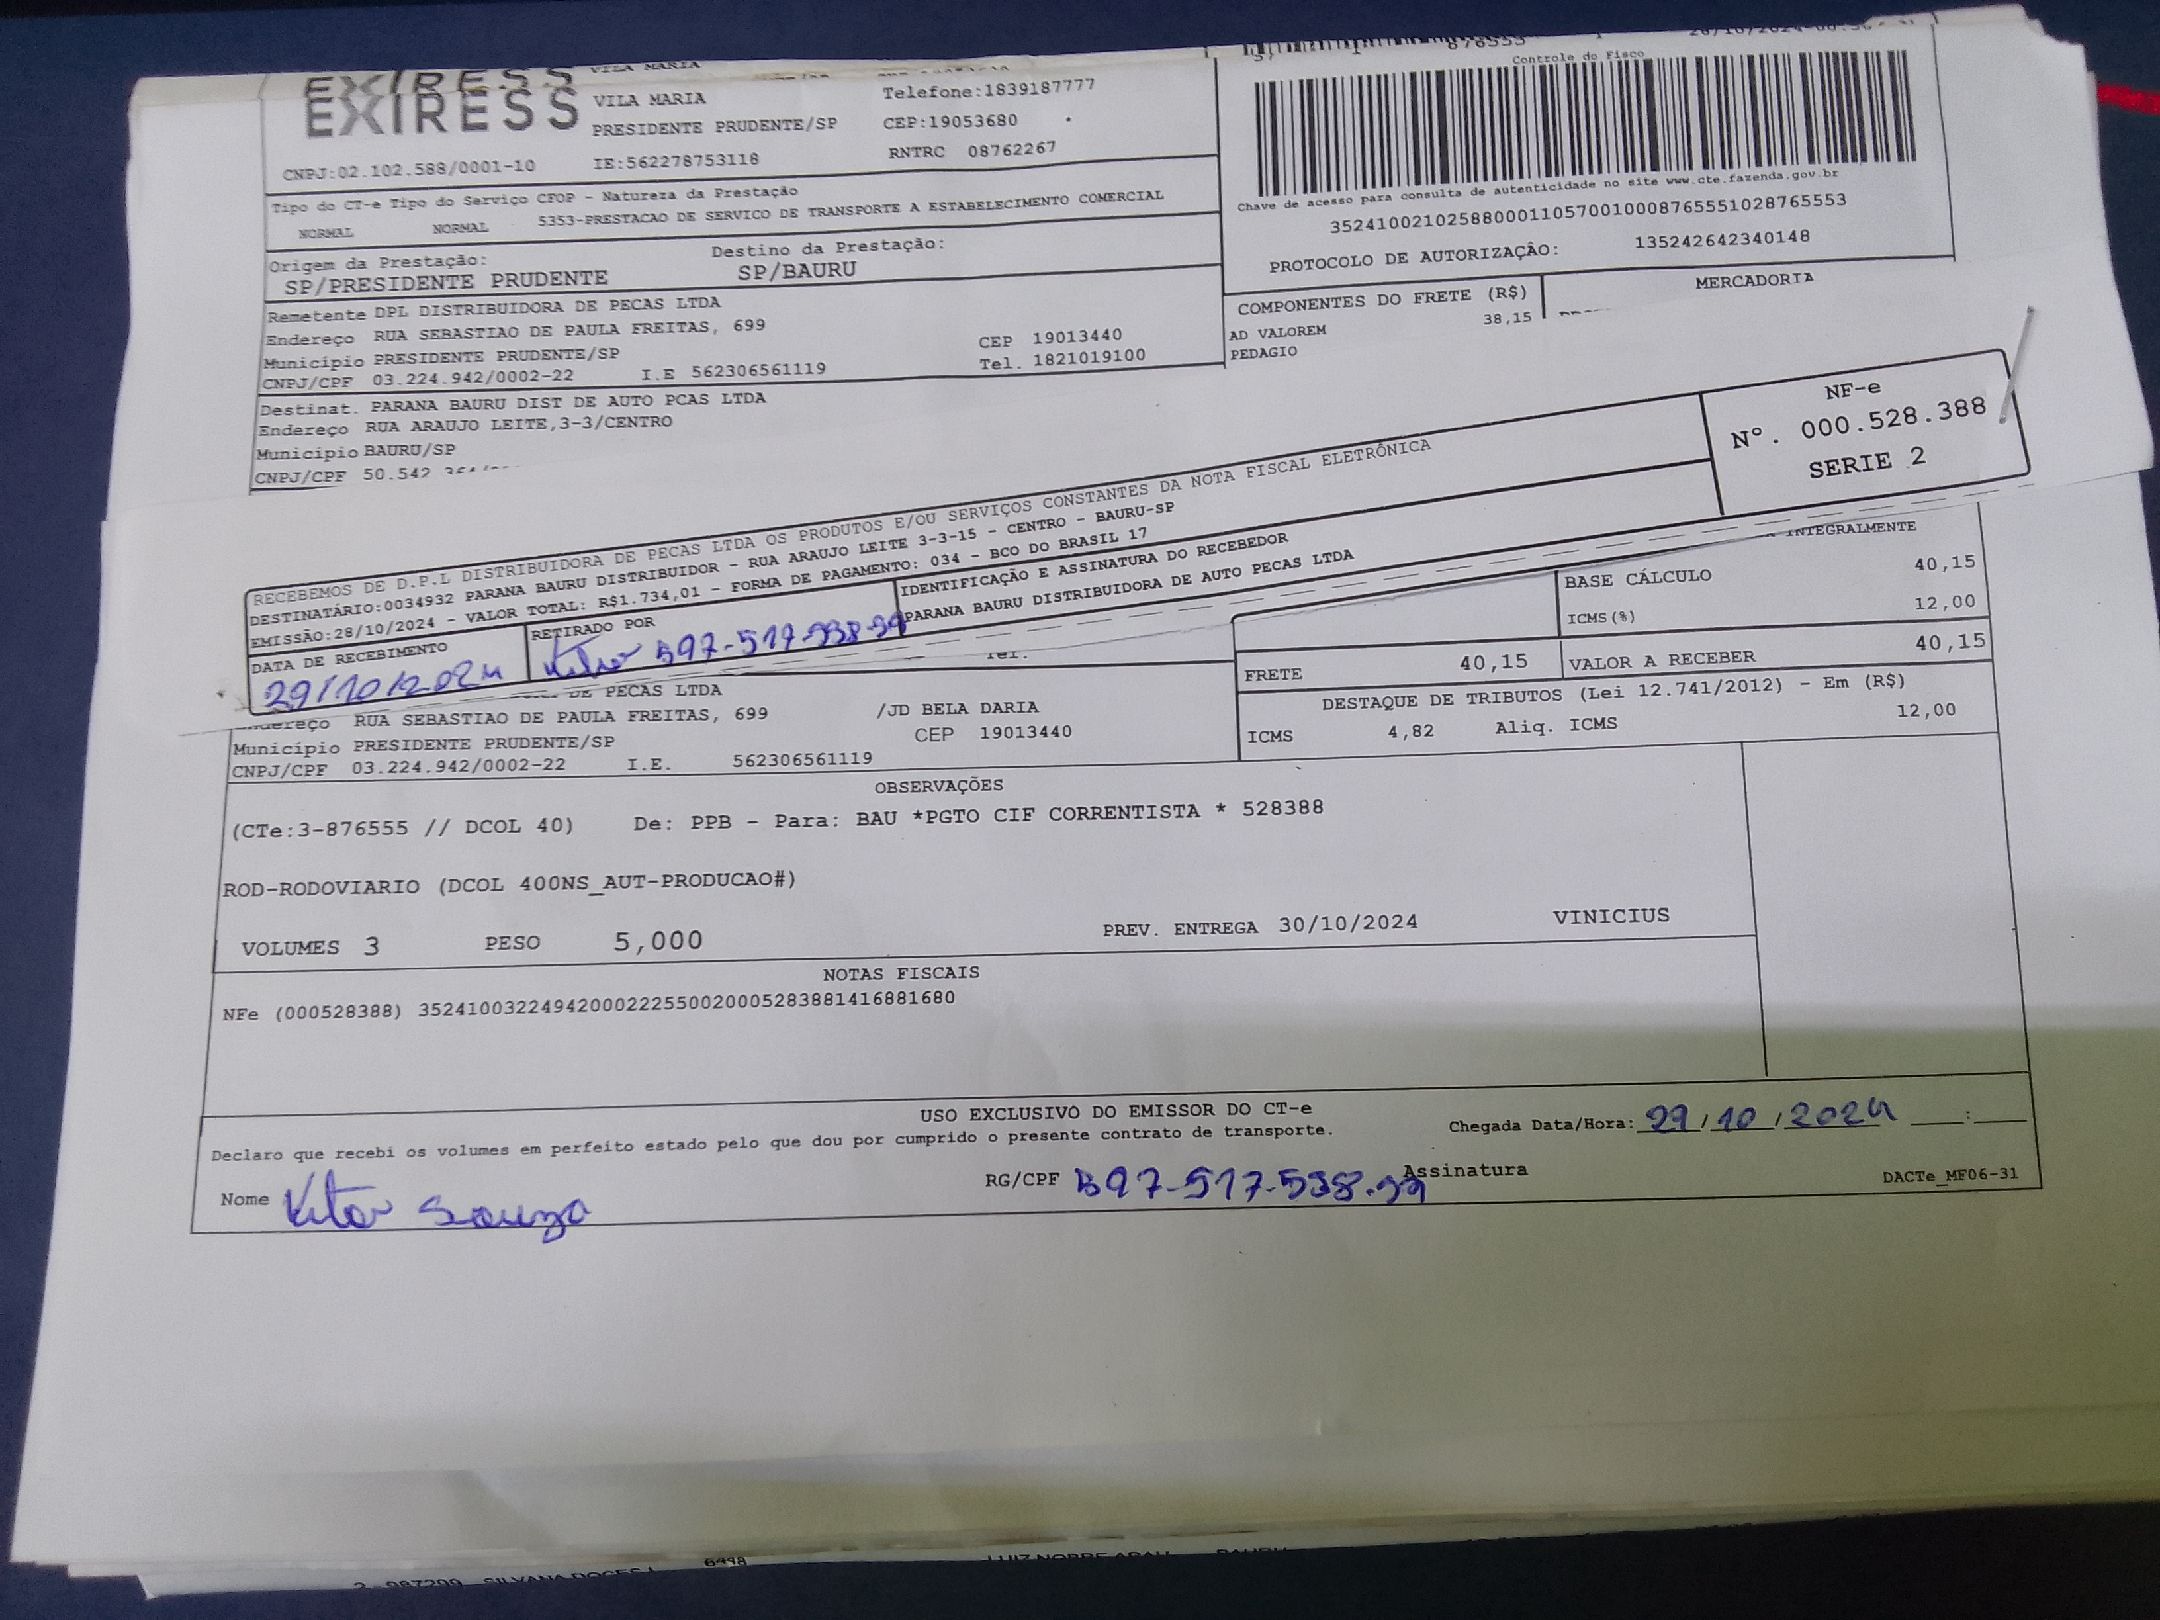 EXIRESS
VILA MARIA
876555
Controle do Fisco
VILA MARIA
Telefone:1839187777
PRESIDENTE PRUDENTE/SP
CEP:19053680
CNPJ:02.102.588/0001-10
IE:562278753118
RNTRC 08762267
Chave de acesso para consulta de autenticidade no site www.cte.fazenda.gov.br
35241002102588000110570010008765551028765553
PROTOCOLO DE AUTORIZAÇÃO: 135242642340148
Tipo do CT-e Tipo do Serviço CFOP - Natureza da Prestação
NORMAL NORMAL 5353-PRESTACAO DE SERVICO DE TRANSPORTE A ESTABELECIMENTO COMERCIAL
Origem da Prestação: Destino da Prestação:
SP/PRESIDENTE PRUDENTE SP/BAURU
Remetente DPL DISTRIBUIDORA DE PECAS LTDA
Endereço RUA SEBASTIAO DE PAULA FREITAS, 699
Município PRESIDENTE PRUDENTE/SP CEP 19013440
CNPJ/CPF 03.224.942/0002-22 I.E 562306561119 Tel. 1821019100
COMPONENTES DO FRETE (R$) MERCADORIA
AD VALOREM 38,15
PEDAGIO
Destinat. PARANA BAURU DIST DE AUTO PCAS LTDA
Endereço RUA ARAUJO LEITE,3-3/CENTRO
Município BAURU/SP
CNPJ/CPF 50.542
NF-e
Nº. 000.528.388
SERIE 2
RECEBEMOS DE D.P.L DISTRIBUIDORA DE PECAS LTDA OS PRODUTOS E/OU SERVIÇOS CONSTANTES DA NOTA FISCAL ELETRÔNICA
DESTINATÁRIO:0034932 PARANA BAURU DISTRIBUIDOR - RUA ARAUJO LEITE 3-3-15 - CENTRO - BAURU-SP
EMISSÃO:28/10/2024 - VALOR TOTAL: R$1.734,01 - FORMA DE PAGAMENTO: 034 - BCO DO BRASIL 17
DATA DE RECEBIMENTO RETIRADO POR IDENTIFICAÇÃO E ASSINATURA DO RECEBEDOR
29/10/2024
PARANA BAURU DISTRIBUIDORA DE AUTO PECAS LTDA
INTEGRALMENTE
BASE CÁLCULO 40,15
ICMS(%) 12,00
FRETE 40,15 VALOR A RECEBER 40,15
DESTAQUE DE TRIBUTOS (Lei 12.741/2012) - Em (R$)
ICMS 4,82 Aliq. ICMS 12,00
DE PECAS LTDA
RUA SEBASTIAO DE PAULA FREITAS, 699 /JD BELA DARIA
Município PRESIDENTE PRUDENTE/SP CEP 19013440
CNPJ/CPF 03.224.942/0002-22 I.E. 562306561119
OBSERVAÇÕES
(CTe:3-876555 // DCOL 40) De: PPB - Para: BAU *PGTO CIF CORRENTISTA * 528388
ROD-RODOVIARIO (DCOL 400NS_AUT-PRODUCAO#)
VOLUMES 3 PESO 5,000 PREV. ENTREGA 30/10/2024 VINICIUS
NOTAS FISCAIS
NFe (000528388) 35241003224942000222550020005283881416881680
USO EXCLUSIVO DO EMISSOR DO CT-e
Declaro que recebi os volumes em perfeito estado pelo que dou por cumprido o presente contrato de transporte.
Chegada Data/Hora: 29/10/2024 :
Nome Vitor Souza RG/CPF Assinatura
DACTe_MF06-31